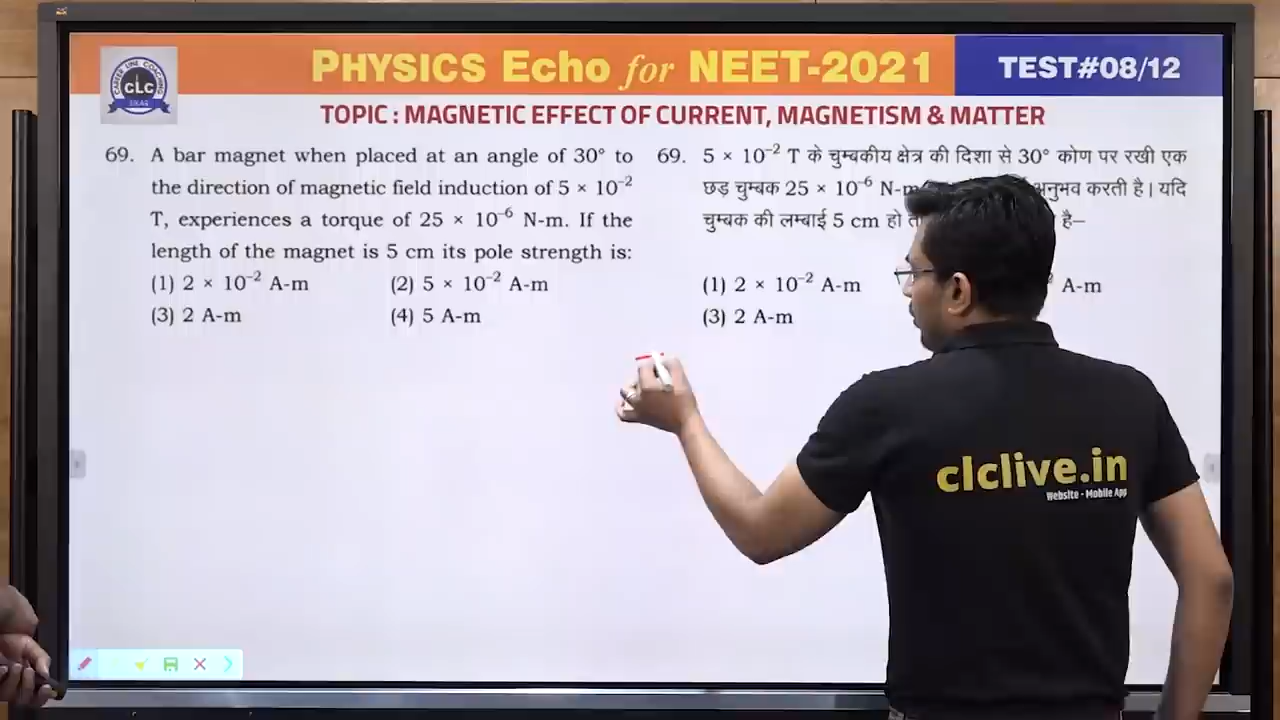 PHYSICS Echo for NEET-2021
TEST#08/12
CAREER LINE COACHING
CLC
SIKAR
TOPIC : MAGNETIC EFFECT OF CURRENT, MAGNETISM & MATTER
69. A bar magnet when placed at an angle of 30° to
the direction of magnetic field induction of 5 × 10⁻²
T, experiences a torque of 25 × 10⁻⁶ N-m. If the
length of the magnet is 5 cm its pole strength is:
(1) 2 × 10⁻² A-m (2) 5 × 10⁻² A-m
(3) 2 A-m (4) 5 A-m
69. 5 × 10⁻² T के चुम्बकीय क्षेत्र की दिशा से 30° कोण पर रखी एक
छड़ चुम्बक 25 × 10⁻⁶ N-m अनुभव करती है। यदि
चुम्बक की लम्बाई 5 cm हो है–
(1) 2 × 10⁻² A-m A-m
(3) 2 A-m
clclive.in
Website - Mobile App